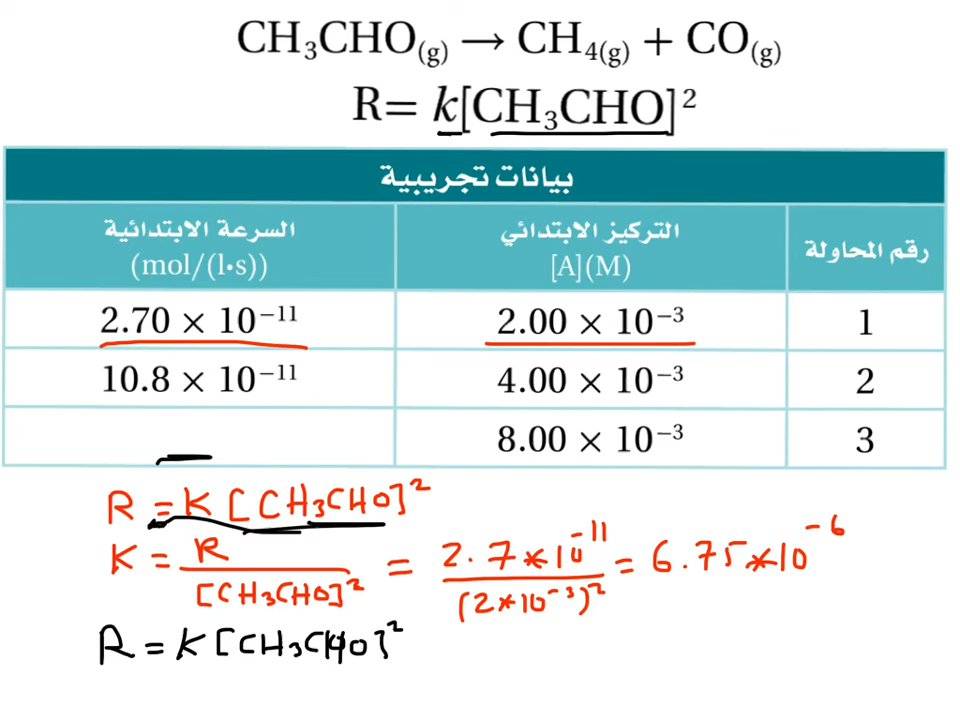 CH₃CHO(g) → CH₄(g) + CO(g)
R= k[CH₃CHO]²
بيانات تجريبية
رقم المحاولة التركيز الابتدائي [A](M) السرعة الابتدائية (mol/(l•s))
1 2.00 × 10⁻³ 2.70 × 10⁻¹¹
2 4.00 × 10⁻³ 10.8 × 10⁻¹¹
3 8.00 × 10⁻³
R = K [CH₃CHO]²
K = R / [CH₃CHO]² = 2.7*10⁻¹¹ / (2*10⁻³)² = 6.75*10⁻⁶
R = K [CH₃CHO]²